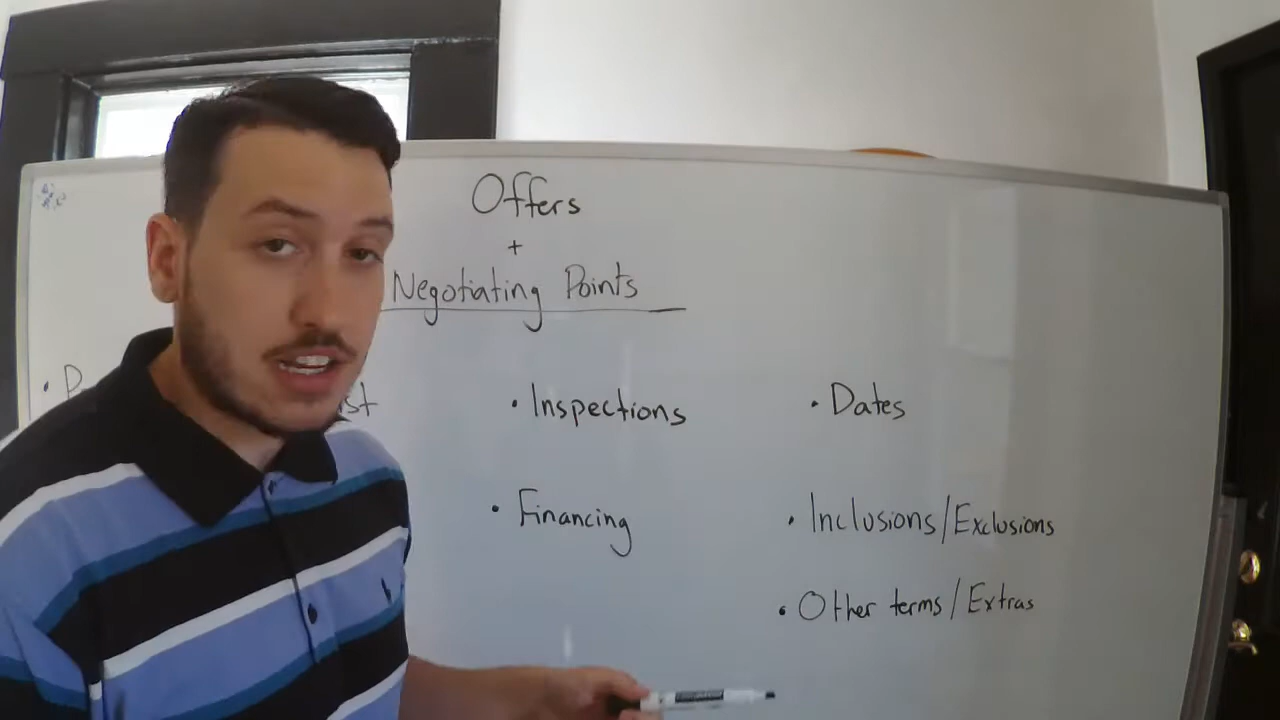 Offers
+
Negotiating Points
• Inspections
• Dates
• Financing
• Inclusions/Exclusions
• Other terms/Extras